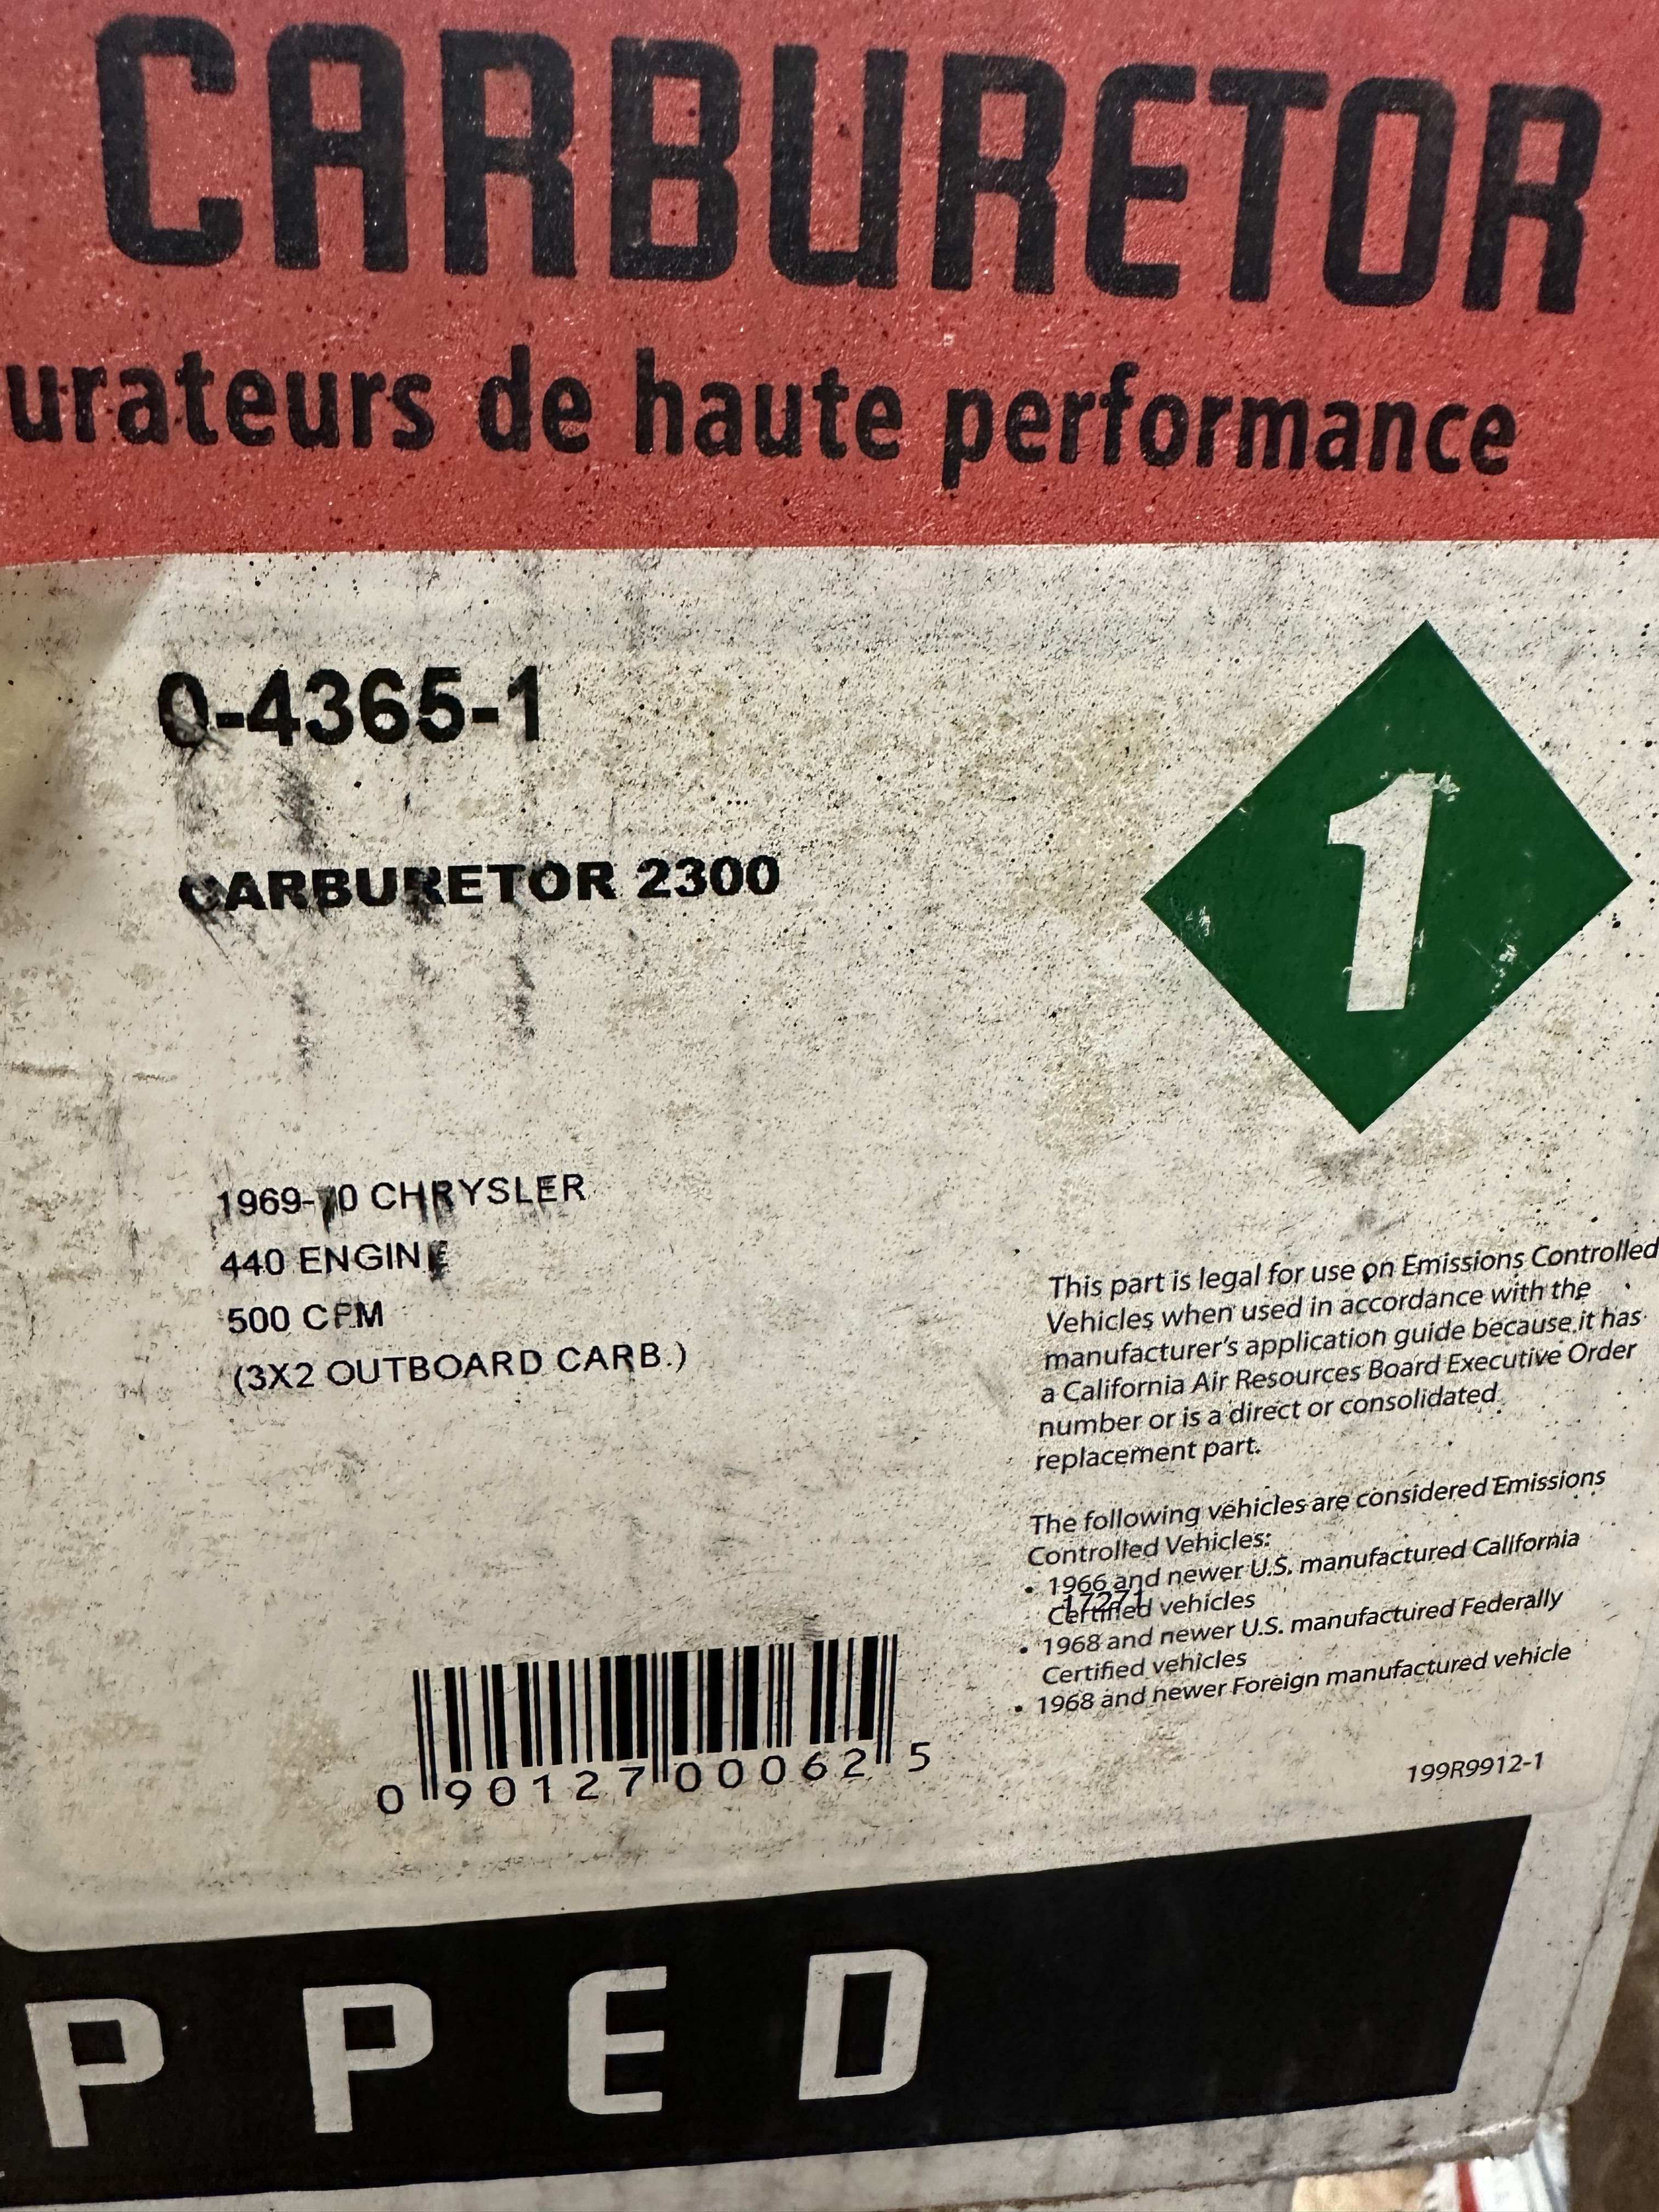 CARBURETOR
urateurs de haute performance
0-4365-1
CARBURETOR 2300
1
1969-70 CHRYSLER
440 ENGINE
500 CFM
(3X2 OUTBOARD CARB.)
This part is legal for use on Emissions Controlled
Vehicles when used in accordance with the
manufacturer's application guide because it has
a California Air Resources Board Executive Order
number or is a direct or consolidated
replacement part.
The following vehicles are considered Emissions
Controlled Vehicles:
• 1966 and newer U.S. manufactured California
17271
Certified vehicles
• 1968 and newer U.S. manufactured Federally
Certified vehicles
• 1968 and newer Foreign manufactured vehicle
0 90127 00062 5
199R9912-1
PPED